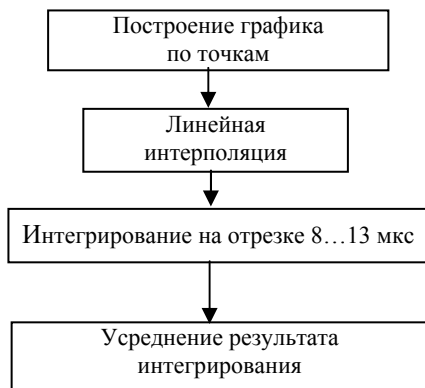 Построение графика
по точкам
Линейная
интерполяция
Интегрирование на отрезке 8…13 мкс
Усреднение результата
интегрирования